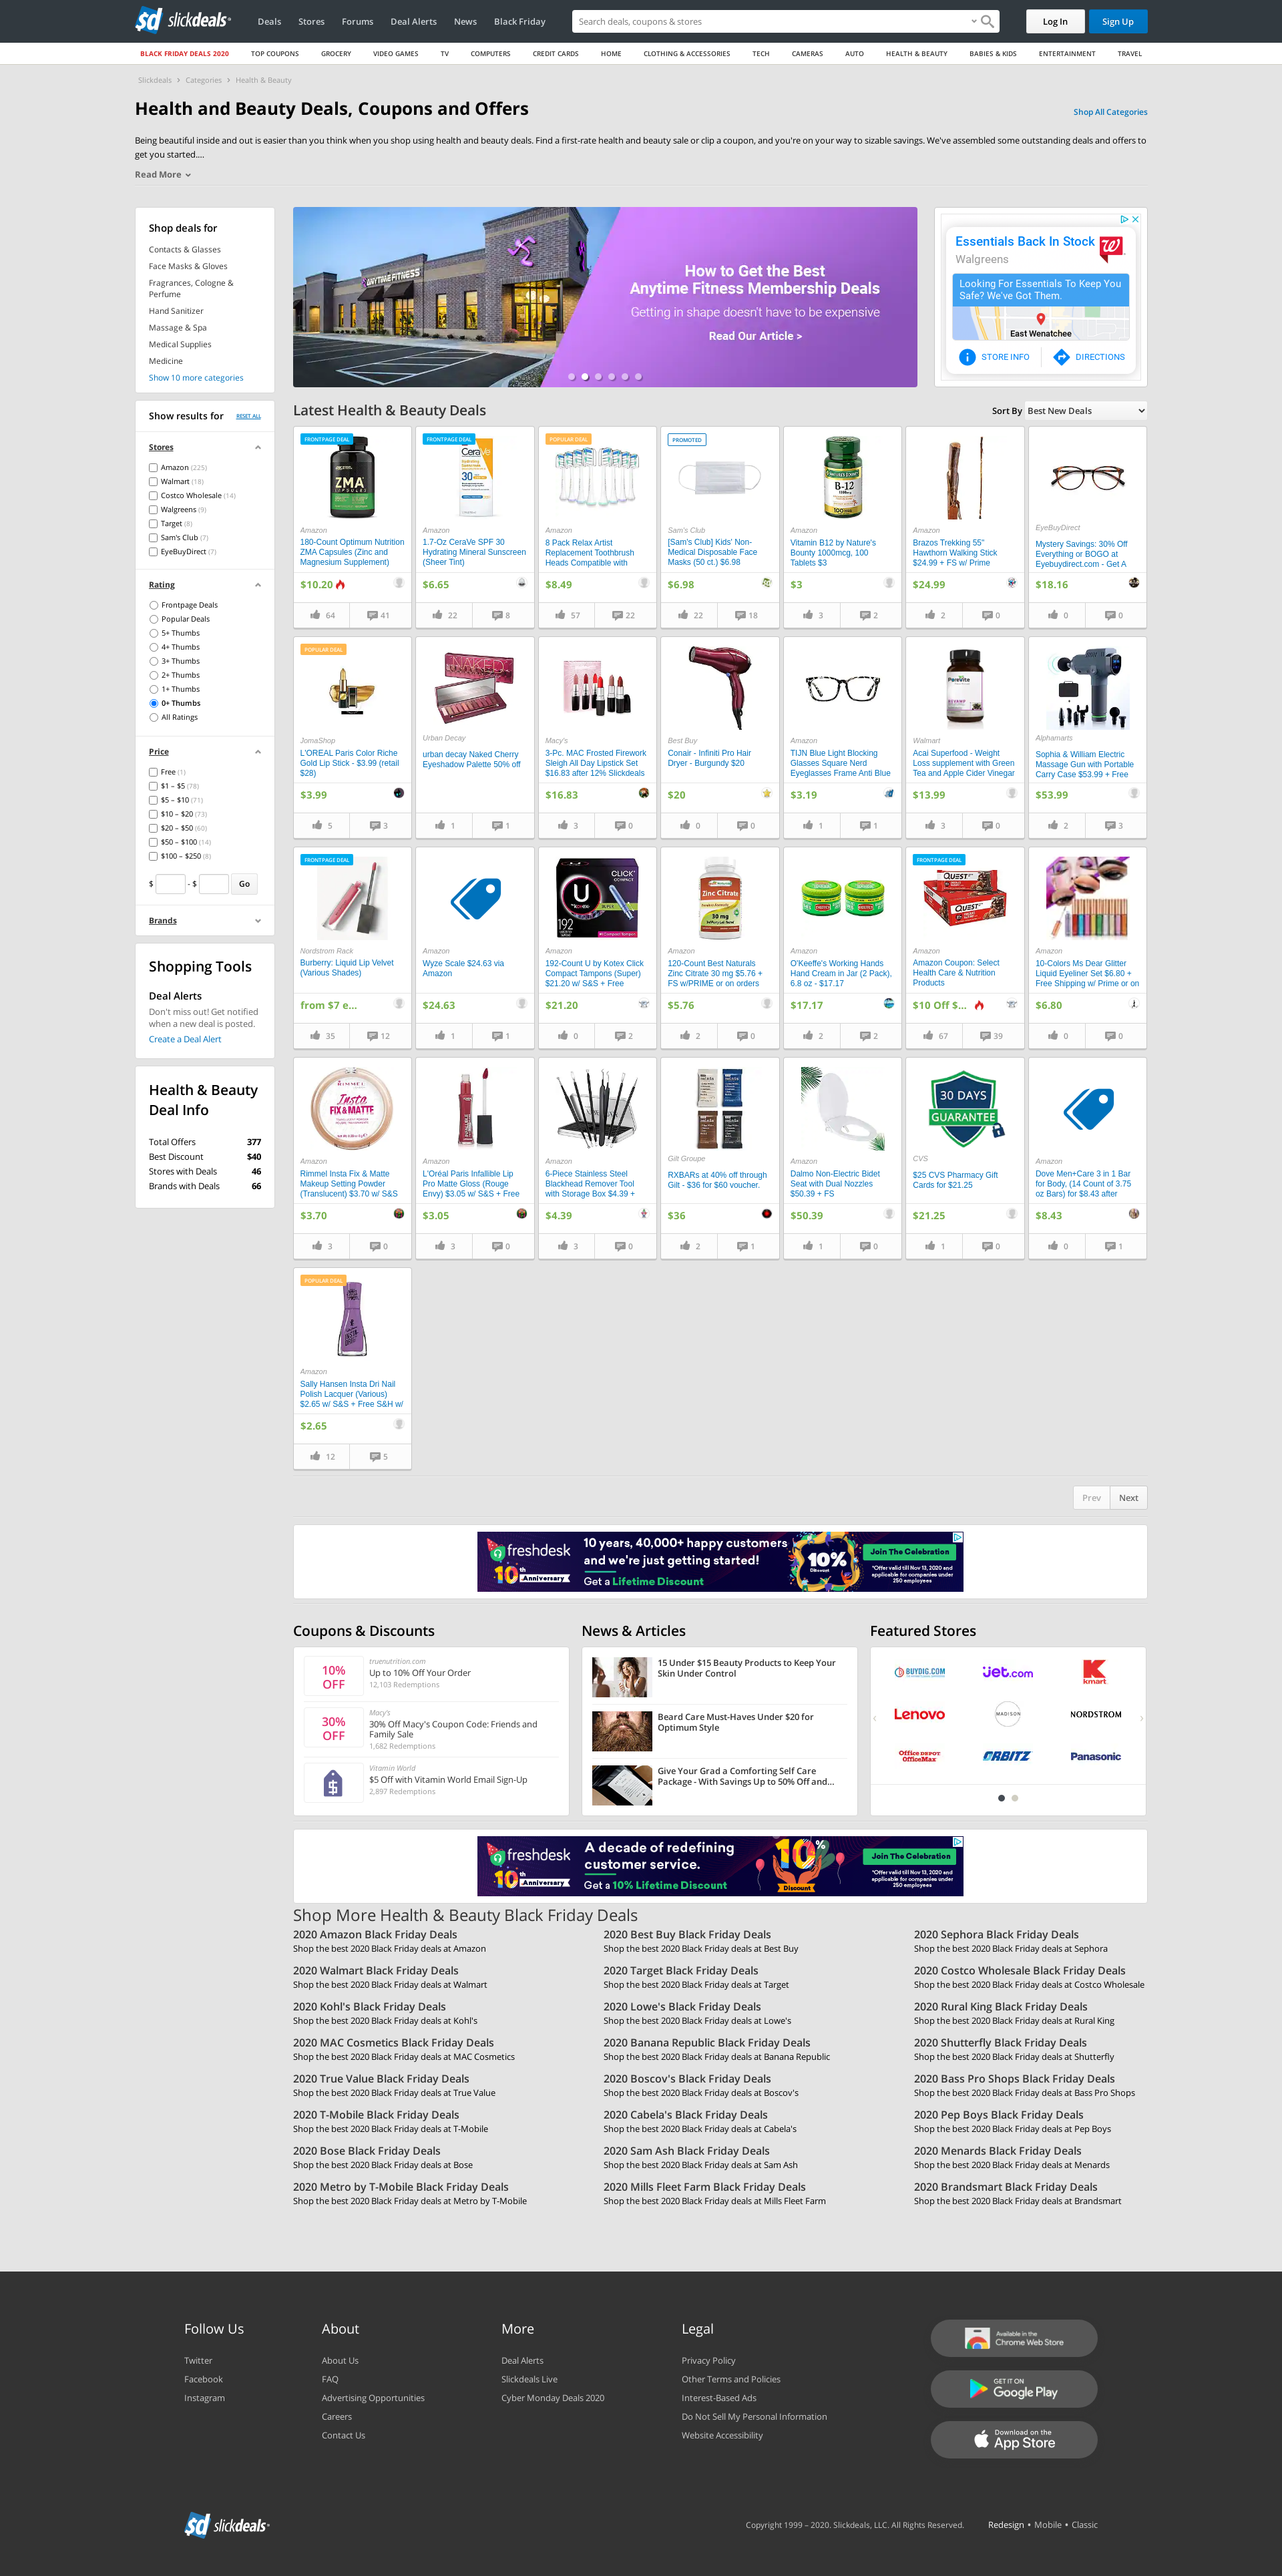 sd slickdeals
Deals Stores Forums Deal Alerts News Black Friday
Search deals, coupons & stores
Log In
Sign Up
BLACK FRIDAY DEALS 2020 TOP COUPONS GROCERY VIDEO GAMES TV COMPUTERS CREDIT CARDS HOME CLOTHING & ACCESSORIES TECH CAMERAS AUTO HEALTH & BEAUTY BABIES & KIDS ENTERTAINMENT TRAVEL
Slickdeals › Categories › Health & Beauty
Health and Beauty Deals, Coupons and Offers
Shop All Categories
Being beautiful inside and out is easier than you think when you shop using health and beauty deals. Find a first-rate health and beauty sale or clip a coupon, and you're on your way to sizable savings. We've assembled some outstanding deals and offers to
get you started....
Read More
Shop deals for
Contacts & Glasses
Face Masks & Gloves
Fragrances, Cologne &
Perfume
Hand Sanitizer
Massage & Spa
Medical Supplies
Medicine
Show 10 more categories
Show results for
RESET ALL
Stores
Amazon (225)
Walmart (18)
Costco Wholesale (14)
Walgreens (9)
Target (8)
Sam's Club (7)
EyeBuyDirect (7)
Rating
Frontpage Deals
Popular Deals
5+ Thumbs
4+ Thumbs
3+ Thumbs
2+ Thumbs
1+ Thumbs
0+ Thumbs
All Ratings
Price
Free (1)
$1 – $5 (78)
$5 – $10 (71)
$10 – $20 (73)
$20 – $50 (60)
$50 – $100 (14)
$100 – $250 (8)
$ - $ Go
Brands
Shopping Tools
Deal Alerts
Don't miss out! Get notified
when a new deal is posted.
Create a Deal Alert
Health & Beauty
Deal Info
Total Offers 377
Best Discount $40
Stores with Deals 46
Brands with Deals 66
ANYTIME FITNESS
How to Get the Best
Anytime Fitness Membership Deals
Getting in shape doesn't have to be expensive
Read Our Article >
Essentials Back In Stock
Walgreens
Looking For Essentials To Keep You
Safe? We've Got Them.
East Wenatchee
STORE INFO
DIRECTIONS
Latest Health & Beauty Deals
Sort By Best New Deals
FRONTPAGE DEAL
ZMA
Amazon
180-Count Optimum Nutrition
ZMA Capsules (Zinc and
Magnesium Supplement)
$10.20
64 41
FRONTPAGE DEAL
CeraVe
30
Amazon
1.7-Oz CeraVe SPF 30
Hydrating Mineral Sunscreen
(Sheer Tint)
$6.65
22 8
POPULAR DEAL
Amazon
8 Pack Relax Artist
Replacement Toothbrush
Heads Compatible with
$8.49
57 22
PROMOTED
Sam's Club
[Sam's Club] Kids' Non-
Medical Disposable Face
Masks (50 ct.) $6.98
$6.98
22 18
B-12
Amazon
Vitamin B12 by Nature's
Bounty 1000mcg, 100
Tablets $3
$3
3 2
Amazon
Brazos Trekking 55"
Hawthorn Walking Stick
$24.99 + FS w/ Prime
$24.99
2 0
EyeBuyDirect
Mystery Savings: 30% Off
Everything or BOGO at
Eyebuydirect.com - Get A
$18.16
0 0
POPULAR DEAL
JomaShop
L'OREAL Paris Color Riche
Gold Lip Stick - $3.99 (retail
$28)
$3.99
5 3
NAKED
Urban Decay
urban decay Naked Cherry
Eyeshadow Palette 50% off
1 1
Macy's
3-Pc. MAC Frosted Firework
Sleigh All Day Lipstick Set
$16.83 after 12% Slickdeals
$16.83
3 0
Best Buy
Conair - Infiniti Pro Hair
Dryer - Burgundy $20
$20
0 0
Amazon
TIJN Blue Light Blocking
Glasses Square Nerd
Eyeglasses Frame Anti Blue
$3.19
1 1
Purevite
Walmart
Acai Superfood - Weight
Loss supplement with Green
Tea and Apple Cider Vinegar
$13.99
3 0
Alphamarts
Sophia & William Electric
Massage Gun with Portable
Carry Case $53.99 + Free
$53.99
2 3
FRONTPAGE DEAL
Nordstrom Rack
Burberry: Liquid Lip Velvet
(Various Shades)
from $7 e...
35 12
Amazon
Wyze Scale $24.63 via
Amazon
$24.63
1 1
U CLICK
192
Amazon
192-Count U by Kotex Click
Compact Tampons (Super)
$21.20 w/ S&S + Free
$21.20
0 2
Zinc Citrate
30 mg
Amazon
120-Count Best Naturals
Zinc Citrate 30 mg $5.76 +
FS w/PRIME or on orders
$5.76
2 0
Amazon
O'Keeffe's Working Hands
Hand Cream in Jar (2 Pack),
6.8 oz - $17.17
$17.17
2 2
FRONTPAGE DEAL
QUEST
Amazon
Amazon Coupon: Select
Health Care & Nutrition
Products
$10 Off $...
67 39
Amazon
10-Colors Ms Dear Glitter
Liquid Eyeliner Set $6.80 +
Free Shipping w/ Prime or on
$6.80
0 0
RIMMEL
Insta
FIX & MATTE
Amazon
Rimmel Insta Fix & Matte
Makeup Setting Powder
(Translucent) $3.70 w/ S&S
$3.70
3 0
Amazon
L'Oréal Paris Infallible Lip
Pro Matte Gloss (Rouge
Envy) $3.05 w/ S&S + Free
$3.05
3 0
Amazon
6-Piece Stainless Steel
Blackhead Remover Tool
with Storage Box $4.39 +
$4.39
3 0
Gilt Groupe
RXBARs at 40% off through
Gilt - $36 for $60 voucher.
$36
2 1
Amazon
Dalmo Non-Electric Bidet
Seat with Dual Nozzles
$50.39 + FS
$50.39
1 0
30 DAYS
GUARANTEE
CVS
$25 CVS Pharmacy Gift
Cards for $21.25
$21.25
1 0
Amazon
Dove Men+Care 3 in 1 Bar
for Body, (14 Count of 3.75
oz Bars) for $8.43 after
$8.43
0 1
POPULAR DEAL
Amazon
Sally Hansen Insta Dri Nail
Polish Lacquer (Various)
$2.65 w/ S&S + Free S&H w/
$2.65
12 5
Prev Next
freshdesk
10th Anniversary
10 years, 40,000+ happy customers
and we're just getting started!
Get a Lifetime Discount
10%
Discount
Join The Celebration
*Offer valid till Nov 13, 2020 and
applicable for companies under
250 employees
Coupons & Discounts
10%
OFF
truenutrition.com
Up to 10% Off Your Order
12,103 Redemptions
30%
OFF
Macy's
30% Off Macy's Coupon Code: Friends and
Family Sale
1,682 Redemptions
Vitamin World
$5 Off with Vitamin World Email Sign-Up
2,897 Redemptions
News & Articles
15 Under $15 Beauty Products to Keep Your
Skin Under Control
Beard Care Must-Haves Under $20 for
Optimum Style
Give Your Grad a Comforting Self Care
Package - With Savings Up to 50% Off and...
Featured Stores
BUYDIG.COM jet.com kmart
Lenovo MADISON NORDSTROM
Office DEPOT OfficeMax ORBITZ Panasonic
freshdesk
10th Anniversary
A decade of redefining
customer service.
Get a 10% Lifetime Discount
10%
Discount
Join The Celebration
*Offer valid till Nov 13, 2020 and
applicable for companies under
250 employees
Shop More Health & Beauty Black Friday Deals
2020 Amazon Black Friday Deals
Shop the best 2020 Black Friday deals at Amazon
2020 Best Buy Black Friday Deals
Shop the best 2020 Black Friday deals at Best Buy
2020 Sephora Black Friday Deals
Shop the best 2020 Black Friday deals at Sephora
2020 Walmart Black Friday Deals
Shop the best 2020 Black Friday deals at Walmart
2020 Target Black Friday Deals
Shop the best 2020 Black Friday deals at Target
2020 Costco Wholesale Black Friday Deals
Shop the best 2020 Black Friday deals at Costco Wholesale
2020 Kohl's Black Friday Deals
Shop the best 2020 Black Friday deals at Kohl's
2020 Lowe's Black Friday Deals
Shop the best 2020 Black Friday deals at Lowe's
2020 Rural King Black Friday Deals
Shop the best 2020 Black Friday deals at Rural King
2020 MAC Cosmetics Black Friday Deals
Shop the best 2020 Black Friday deals at MAC Cosmetics
2020 Banana Republic Black Friday Deals
Shop the best 2020 Black Friday deals at Banana Republic
2020 Shutterfly Black Friday Deals
Shop the best 2020 Black Friday deals at Shutterfly
2020 True Value Black Friday Deals
Shop the best 2020 Black Friday deals at True Value
2020 Boscov's Black Friday Deals
Shop the best 2020 Black Friday deals at Boscov's
2020 Bass Pro Shops Black Friday Deals
Shop the best 2020 Black Friday deals at Bass Pro Shops
2020 T-Mobile Black Friday Deals
Shop the best 2020 Black Friday deals at T-Mobile
2020 Cabela's Black Friday Deals
Shop the best 2020 Black Friday deals at Cabela's
2020 Pep Boys Black Friday Deals
Shop the best 2020 Black Friday deals at Pep Boys
2020 Bose Black Friday Deals
Shop the best 2020 Black Friday deals at Bose
2020 Sam Ash Black Friday Deals
Shop the best 2020 Black Friday deals at Sam Ash
2020 Menards Black Friday Deals
Shop the best 2020 Black Friday deals at Menards
2020 Metro by T-Mobile Black Friday Deals
Shop the best 2020 Black Friday deals at Metro by T-Mobile
2020 Mills Fleet Farm Black Friday Deals
Shop the best 2020 Black Friday deals at Mills Fleet Farm
2020 Brandsmart Black Friday Deals
Shop the best 2020 Black Friday deals at Brandsmart
Follow Us
Twitter
Facebook
Instagram
About
About Us
FAQ
Advertising Opportunities
Careers
Contact Us
More
Deal Alerts
Slickdeals Live
Cyber Monday Deals 2020
Legal
Privacy Policy
Other Terms and Policies
Interest-Based Ads
Do Not Sell My Personal Information
Website Accessibility
Available in the
Chrome Web Store
GET IT ON
Google Play
Download on the
App Store
sd slickdeals
Copyright 1999 – 2020. Slickdeals, LLC. All Rights Reserved.
Redesign • Mobile • Classic